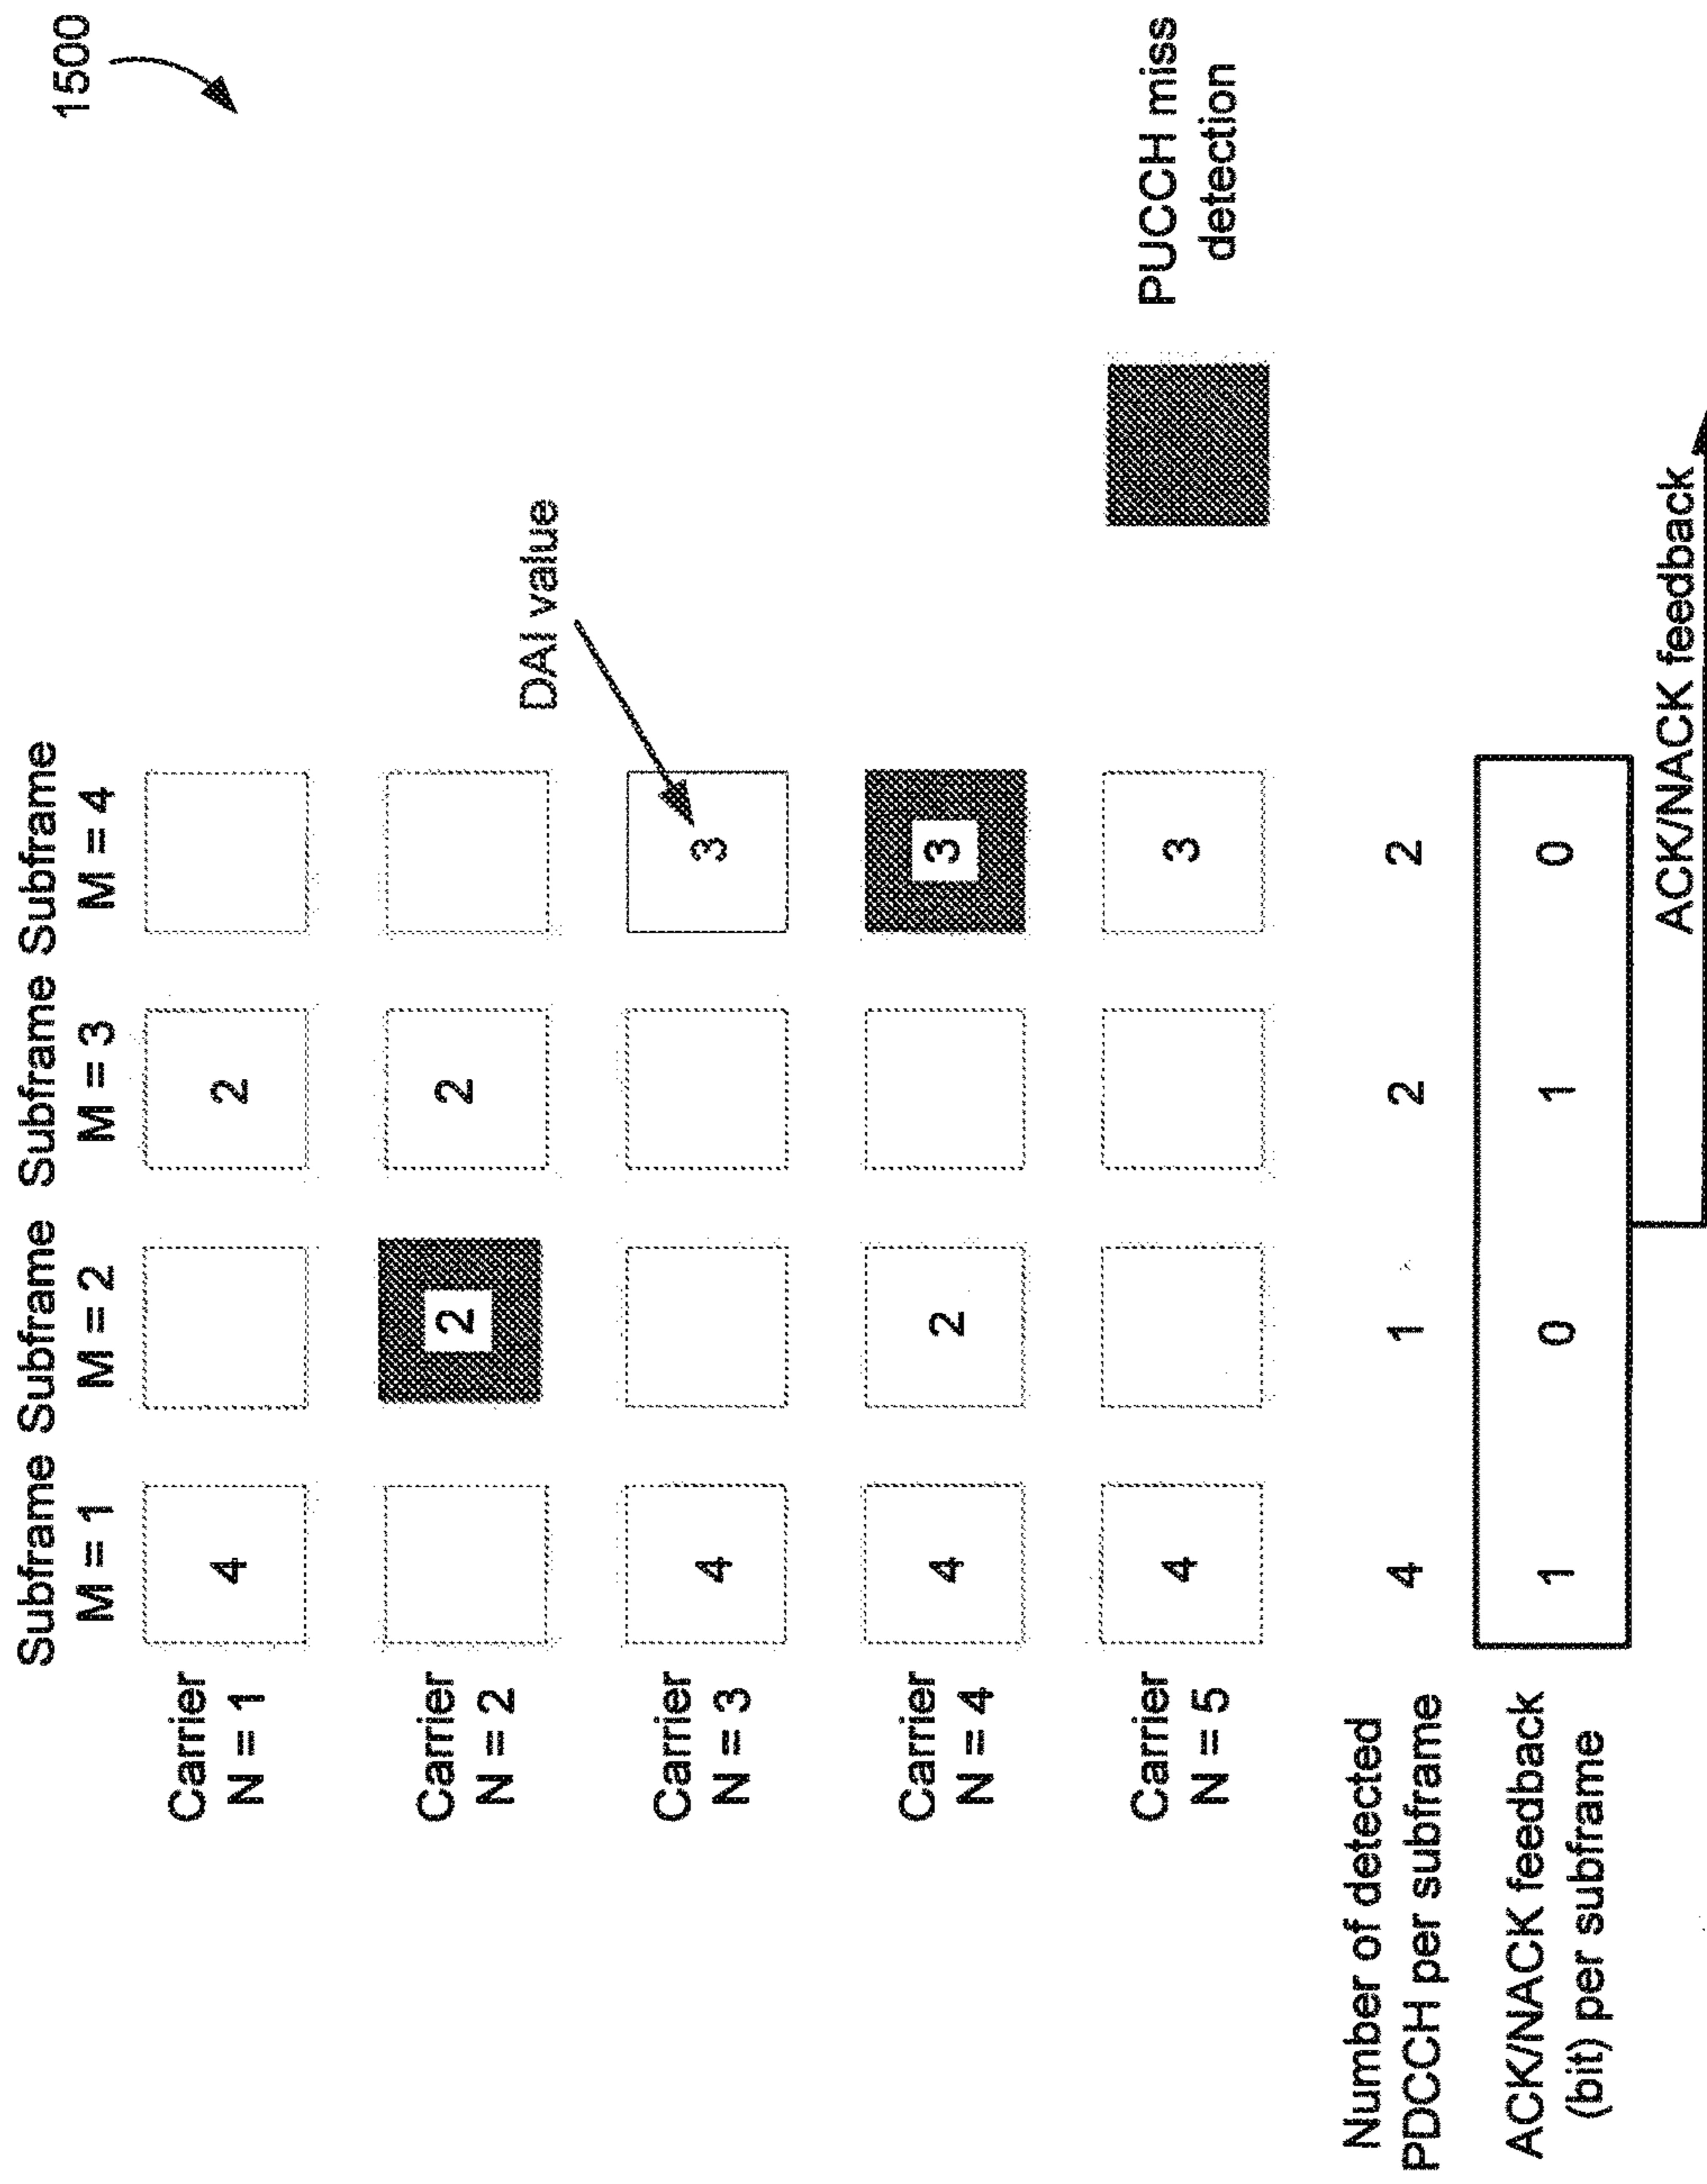 1500
Subframe Subframe Subframe Subframe
M = 1 M = 2 M = 3 M = 4
Carrier
N = 1
4 2
Carrier
N = 2
2 2
DAI value
Carrier
N = 3
4 3
Carrier
N = 4
4 2 3
Carrier
N = 5
4 3
PUCCH miss
detection
Number of detected
PDCCH per subframe
4 1 2 2
ACK/NACK feedback
(bit) per subframe
1 0 1 0
ACK/NACK feedback